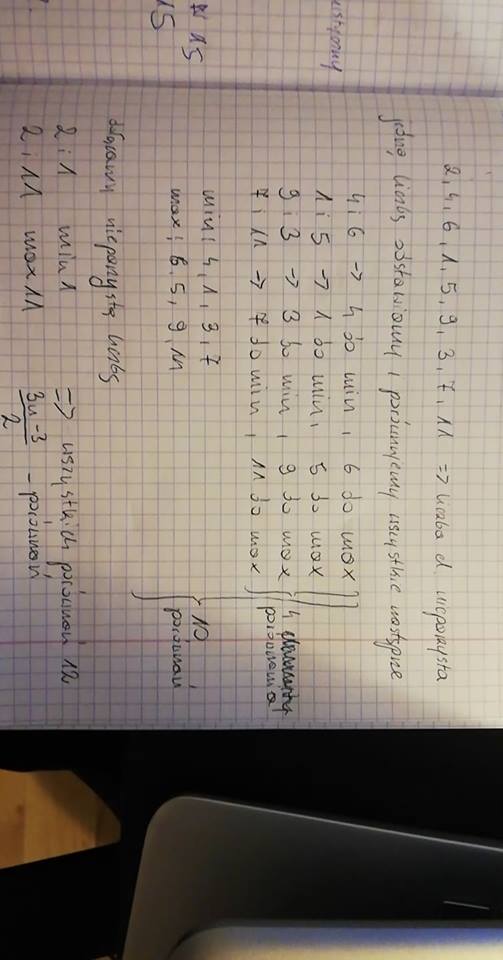 2, 4, 6, 1, 5, 9, 3, 7, 11 => liczba el. nieparzysta
jedną liczbę odstawiamy i porównujemy wszystkie następne
4 i 6 -> 4 do min, 6 do max
1 i 5 -> 1 do min, 5 do max
9 i 3 -> 3 do min, 9 do max
7 i 11 -> 7 do min, 11 do max
4 porównania
10 porównań
min: 4, 1, 3, 7
max: 6, 5, 9, 11
nieparzystą liczbę
2 i 1 min 1 => wszystkich porównań 12
2 i 11 max 11 3n-3/2 - porównań
15
15